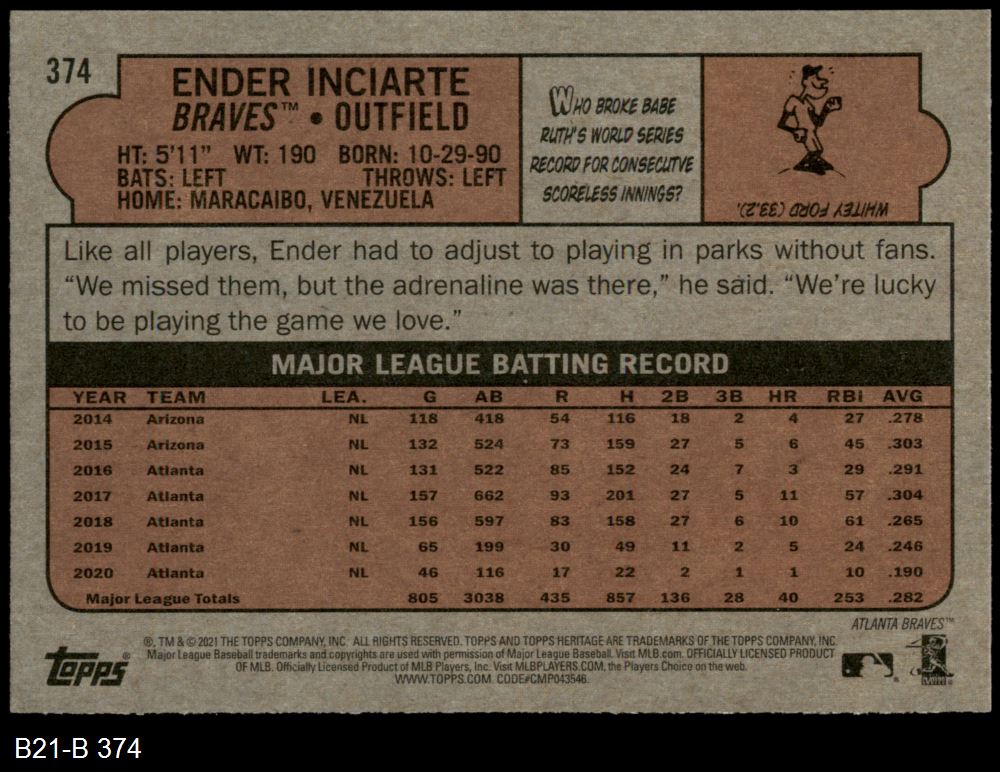 374
ENDER INCIARTE
BRAVES™ • OUTFIELD
HT: 5'11" WT: 190 BORN: 10-29-90
BATS: LEFT THROWS: LEFT
HOME: MARACAIBO, VENEZUELA
WHO BROKE BABE
RUTH'S WORLD SERIES
RECORD FOR CONSECUTIVE
SCORELESS INNINGS?
WHITEY FORD (33.2).
Like all players, Ender had to adjust to playing in parks without fans.
“We missed them, but the adrenaline was there,” he said. “We’re lucky
to be playing the game we love.”
MAJOR LEAGUE BATTING RECORD
YEAR TEAM LEA. G AB R H 2B 3B HR RBI AVG
2014 Arizona NL 118 418 54 116 18 2 4 27 .278
2015 Arizona NL 132 524 73 159 27 5 6 45 .303
2016 Atlanta NL 131 522 85 152 24 7 3 29 .291
2017 Atlanta NL 157 662 93 201 27 5 11 57 .304
2018 Atlanta NL 156 597 83 158 27 6 10 61 .265
2019 Atlanta NL 65 199 30 49 11 2 5 24 .246
2020 Atlanta NL 46 116 17 22 2 1 1 10 .190
Major League Totals 805 3038 435 857 136 28 40 253 .282
ATLANTA BRAVES™
topps®
®, TM & © 2021 THE TOPPS COMPANY, INC. ALL RIGHTS RESERVED. TOPPS AND TOPPS HERITAGE ARE TRADEMARKS OF THE TOPPS COMPANY, INC.
Major League Baseball trademarks and copyrights are used with permission of Major League Baseball. Visit MLB.com. OFFICIALLY LICENSED PRODUCT
OF MLB. Officially Licensed Product of MLB Players, Inc. Visit MLBPLAYERS.COM, the Players Choice on the web.
WWW.TOPPS.COM. CODE#CMP043546.
B21-B 374